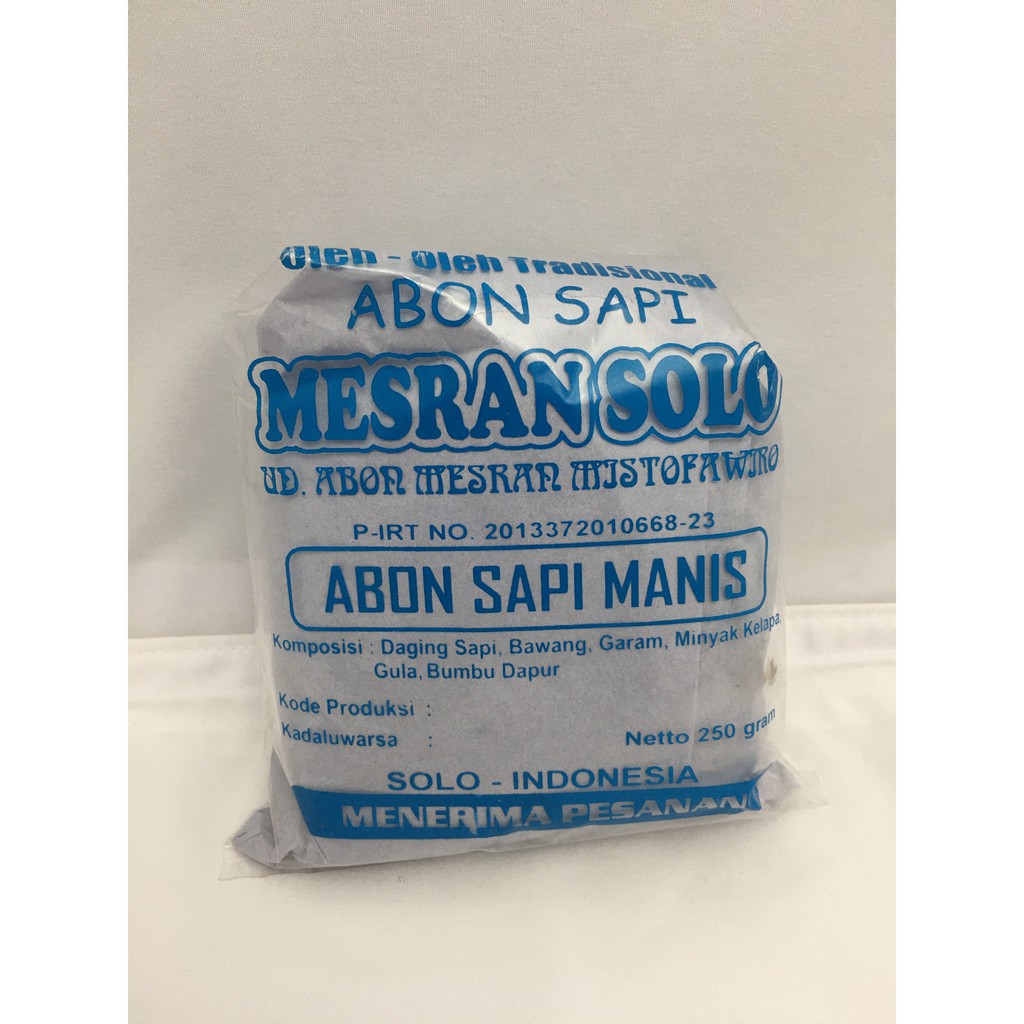 Oleh - Oleh Tradisional
ABON SAPI
MESRAN SOLO
UD. ABON MESRAN MISTOPAWIRO
P-IRT NO. 2013372010668-23
ABON SAPI MANIS
Komposisi : Daging Sapi, Bawang, Garam, Minyak Kelapa,
Gula, Bumbu Dapur
Kode Produksi :
Kadaluwarsa :
Netto 250 gram
SOLO - INDONESIA
MENERIMA PESANAN